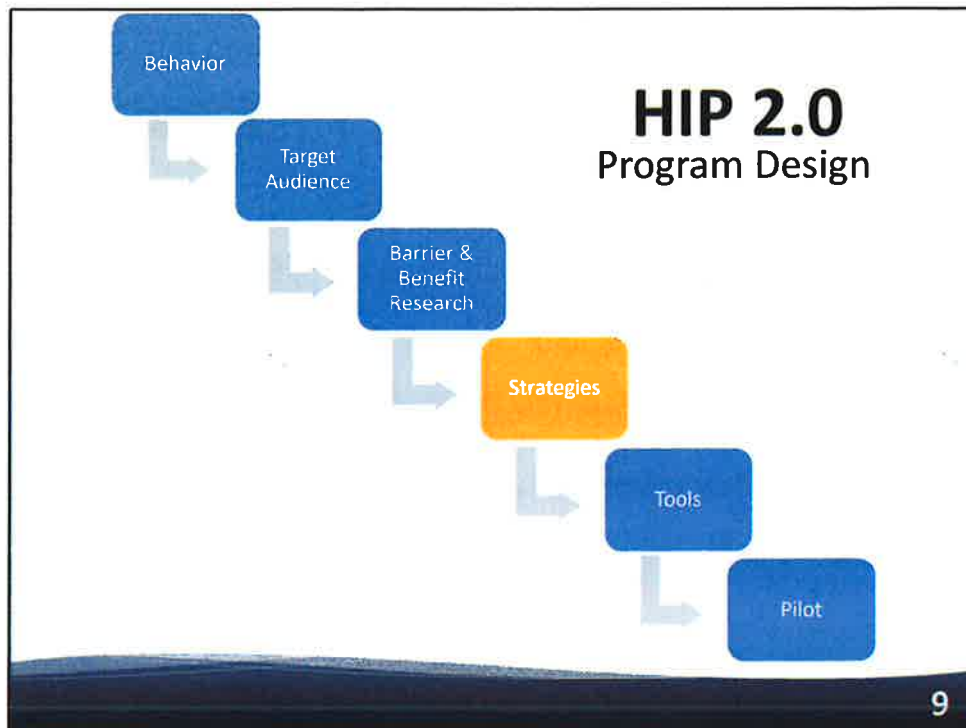 Behavior
HIP 2.0
Program Design
Target
Audience
Barrier &
Benefit
Research
Strategies
Tools
Pilot
9